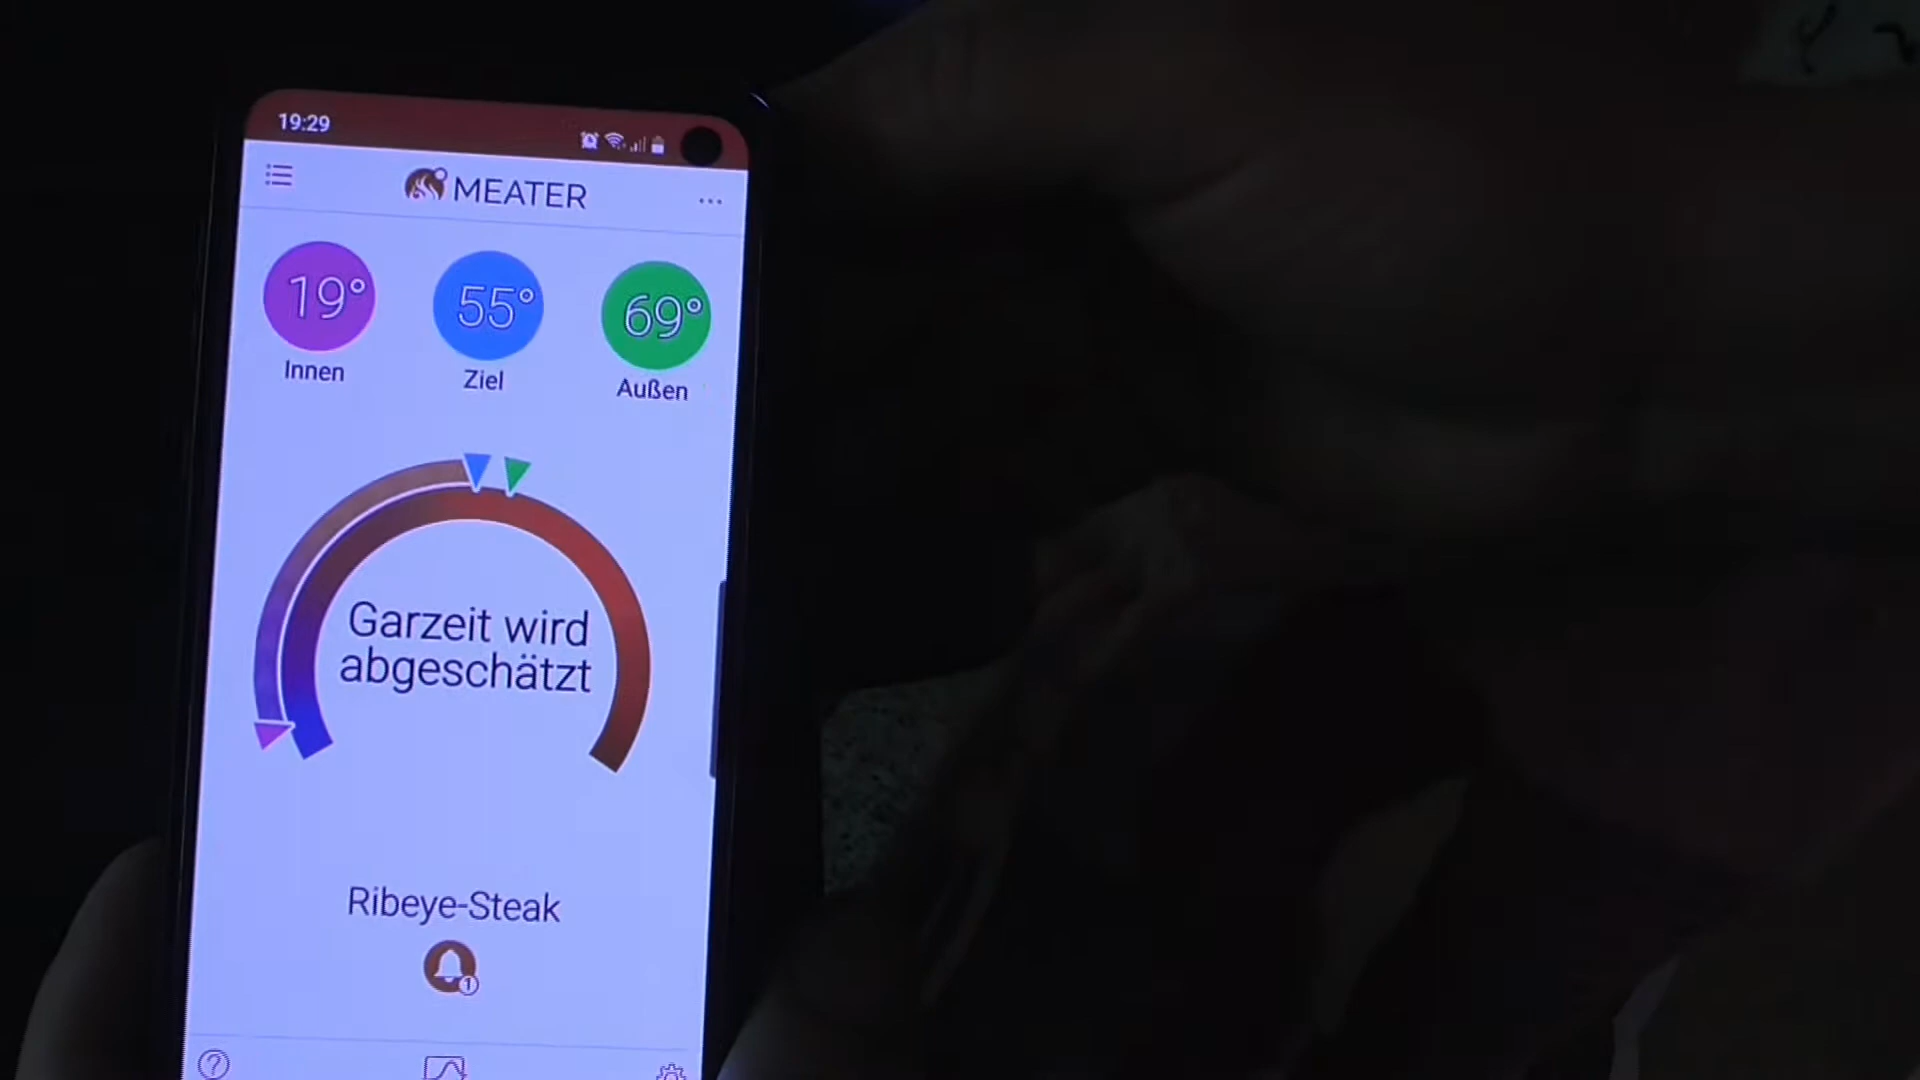 19:29
MEATER
19° 55° 69°
Innen Ziel Außen
Garzeit wird
abgeschätzt
Ribeye-Steak
1
?